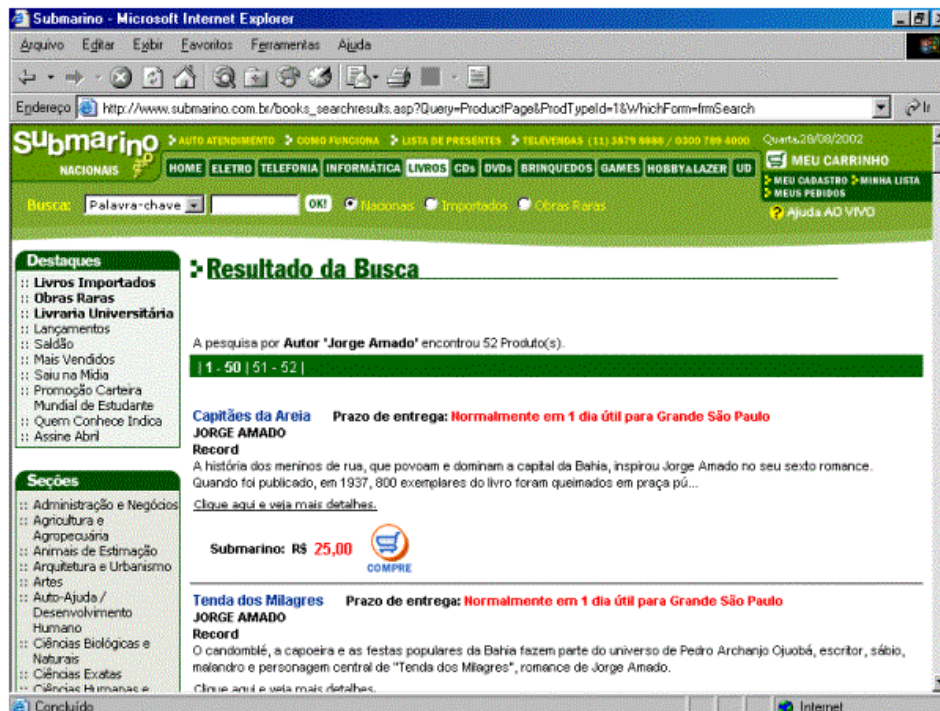 Submarino - Microsoft Internet Explorer
Arquivo Editar Exibir Favoritos Ferramentas Ajuda
Endereço http://www.submarino.com.br/books_searchresults.asp?Query=ProductPage&ProdTypeId=1&WhichForm=frmSearch
submarino
NACIONAIS
AUTO ATENDIMENTO COMO FUNCIONA LISTA DE PRESENTES TELEVENDAS (11)
Quarta,28/08/2002
MEU CARRINHO
HOME ELETRO TELEFONIA INFORMÁTICA LIVROS CDs DVDs BRINQUEDOS GAMES HOBBY&LAZER UD
MEU CADASTRO MINHA LISTA
MEUS PEDIDOS
Busca: Palavra-chave OK! Nacionais Importados Obras Raras
Ajuda AO VIVO
Destaques
:: Livros Importados
:: Obras Raras
:: Livraria Universitária
:: Lançamentos
:: Saldão
:: Mais Vendidos
:: Saiu na Mídia
:: Promoção Carteira
Mundial de Estudante
:: Quem Conhece Indica
:: Assine Abril
Seções
:: Administração e Negócios
:: Agricultura e
Agropecuária
:: Animais de Estimação
:: Arquitetura e Urbanismo
:: Artes
:: Auto-Ajuda /
Desenvolvimento
Humano
:: Ciências Biológicas e
Naturais
:: Ciências Exatas
:: Ciências Humanas e
Resultado da Busca
A pesquisa por Autor 'Jorge Amado' encontrou 52 Produto(s).
| 1 - 50 | 51 - 52 |
Capitães da Areia Prazo de entrega: Normalmente em 1 dia útil para Grande São Paulo
JORGE AMADO
Record
A história dos meninos de rua, que povoam e dominam a capital da Bahia, inspirou Jorge Amado no seu sexto romance.
Quando foi publicado, em 1937, 800 exemplares do livro foram queimados em praça pú...
Clique aqui e veja mais detalhes.
Submarino: R$ 25,00
COMPRE
Tenda dos Milagres Prazo de entrega: Normalmente em 1 dia útil para Grande São Paulo
JORGE AMADO
Record
O candomblé, a capoeira e as festas populares da Bahia fazem parte do universo de Pedro Archanjo Ojuobá, escritor, sábio,
malandro e personagem central de "Tenda dos Milagres", romance de Jorge Amado.
Clique aqui e veja mais detalhes.
Concluído Internet